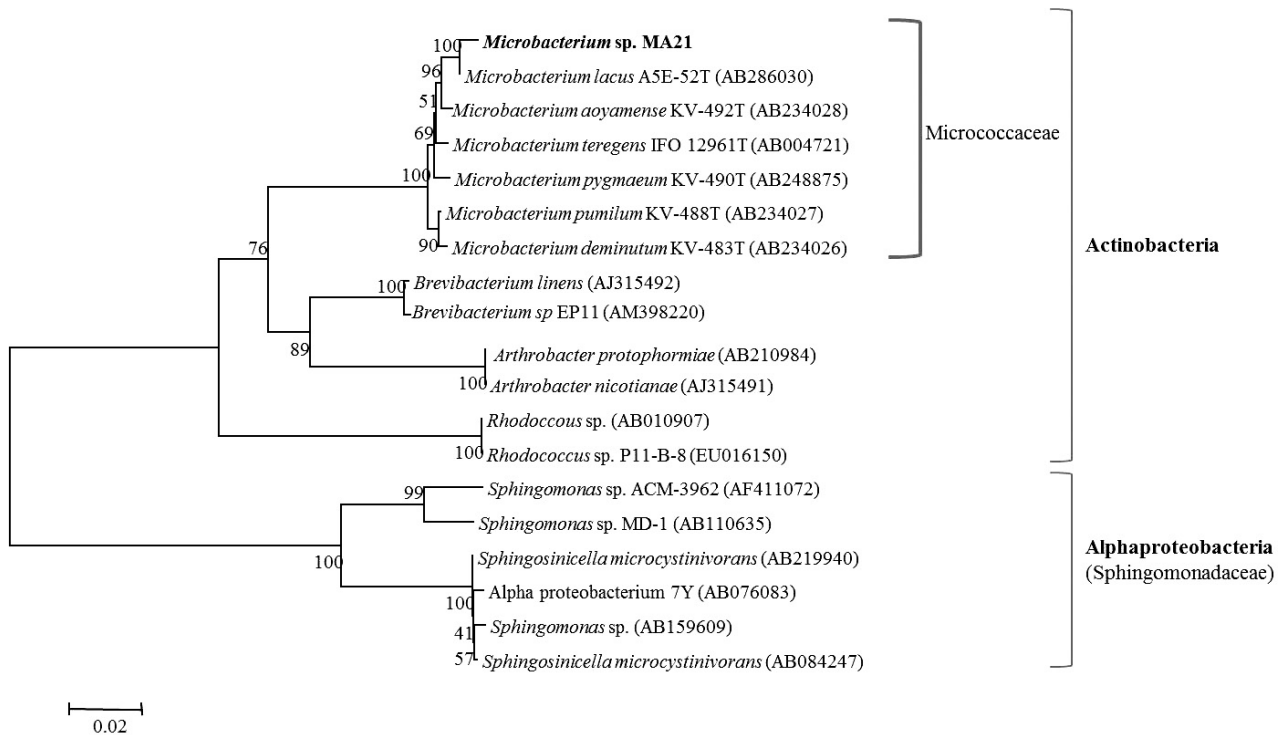 100
Microbacterium sp. MA21
96
Microbacterium lacus A5E-52T (AB286030)
51
Microbacterium aoyamense KV-492T (AB234028)
Micrococcaceae
69
Microbacterium teregens IFO 12961T (AB004721)
100
Microbacterium pygmaeum KV-490T (AB248875)
Microbacterium pumilum KV-488T (AB234027)
90
Microbacterium deminutum KV-483T (AB234026)
Actinobacteria
76
100
Brevibacterium linens (AJ315492)
Brevibacterium sp EP11 (AM398220)
89
Arthrobacter protophormiae (AB210984)
100
Arthrobacter nicotianae (AJ315491)
Rhodoccous sp. (AB010907)
100
Rhodococcus sp. P11-B-8 (EU016150)
99
Sphingomonas sp. ACM-3962 (AF411072)
Sphingomonas sp. MD-1 (AB110635)
Alphaproteobacteria
(Sphingomonadaceae)
100
Sphingosinicella microcystinivorans (AB219940)
100
Alpha proteobacterium 7Y (AB076083)
41
Sphingomonas sp. (AB159609)
57
Sphingosinicella microcystinivorans (AB084247)
0.02